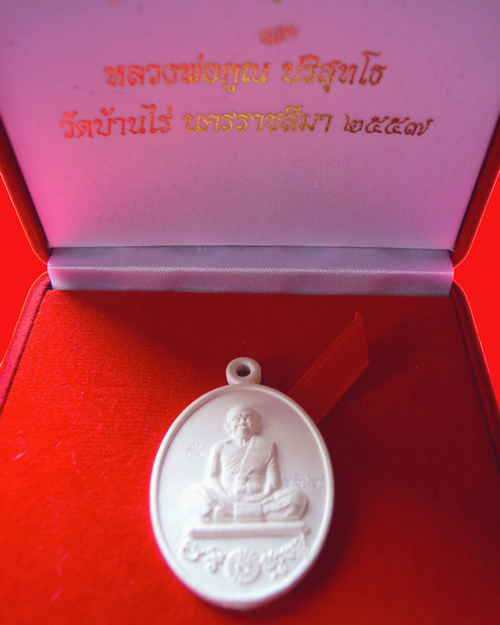 หลวงพ่อคูณ ปริสุทโธ
วัดบ้านไร่ นครราชสีมา ๒๕๕๗